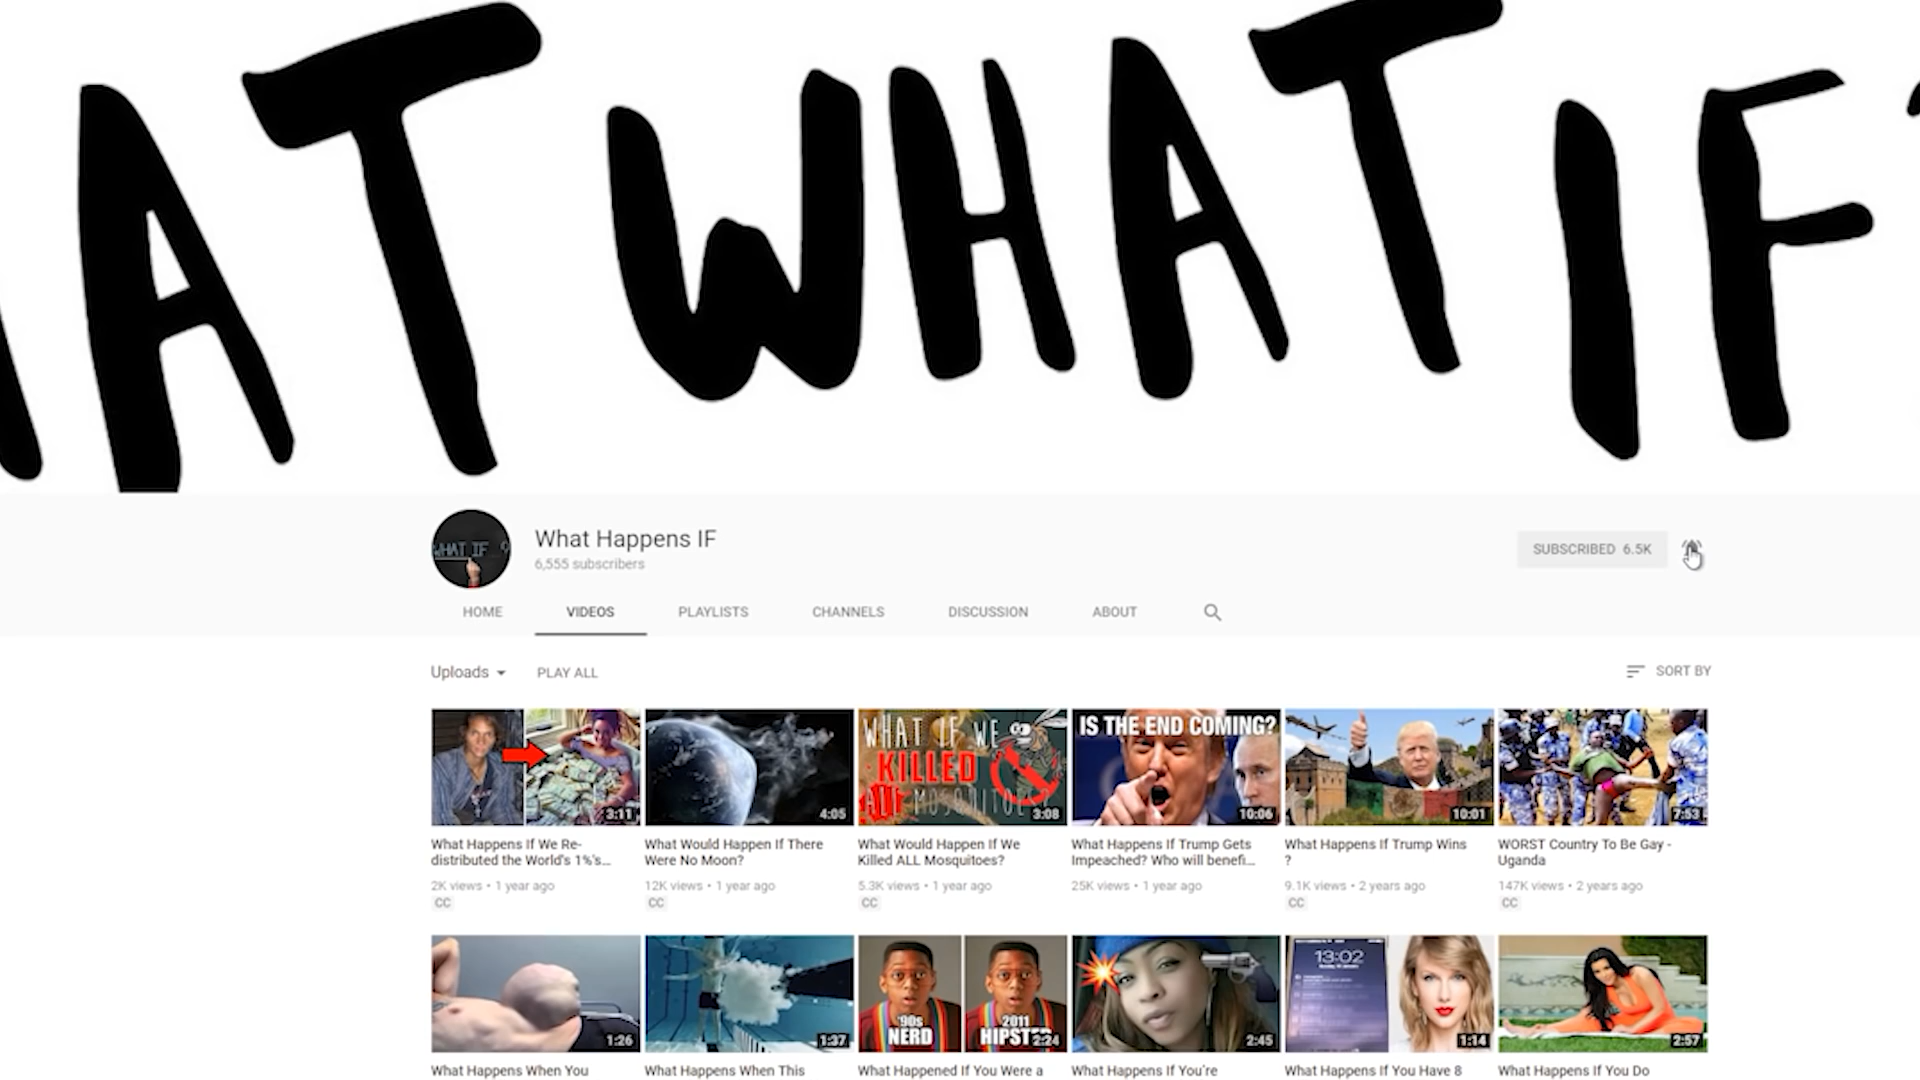 AT WHAT IF
WHAT IF ?
What Happens IF
6,555 subscribers
SUBSCRIBED 6.5K
HOME VIDEOS PLAYLISTS CHANNELS DISCUSSION ABOUT
Uploads PLAY ALL SORT BY
WHAT IF WE
KILLED
ALL MOSQUITOES
IS THE END COMING?
3:11 4:05 3:08 10:06 10:01 7:53
What Happens If We Re-
distributed the World's 1%'s...
2K views • 1 year ago
CC
What Would Happen If There
Were No Moon?
12K views • 1 year ago
CC
What Would Happen If We
Killed ALL Mosquitoes?
5.3K views • 1 year ago
CC
What Happens If Trump Gets
Impeached? Who will benefi...
25K views • 1 year ago
What Happens If Trump Wins
?
9.1K views • 2 years ago
CC
WORST Country To Be Gay -
Uganda
147K views • 2 years ago
CC
'90s
NERD
2011
HIPSTER
13:02
1:26 1:37 2:24 2:45 1:14 2:57
What Happens When You
What Happens When This
What Happened If You Were a
What Happens If You're
What Happens If You Have 8
What Happens If You Do